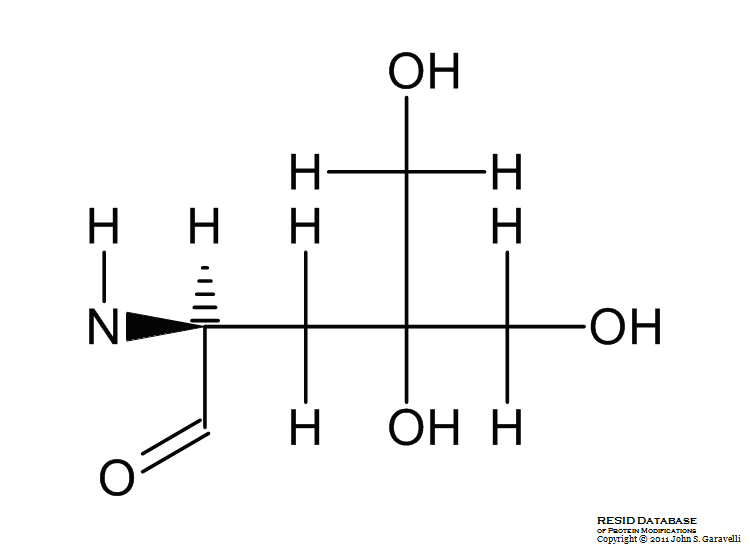 OH
H H
H H H H
N OH
H OH H
O
RESID DATABASE
OF PROTEIN MODIFICATIONS
Copyright © 2011 John S. Garavelli